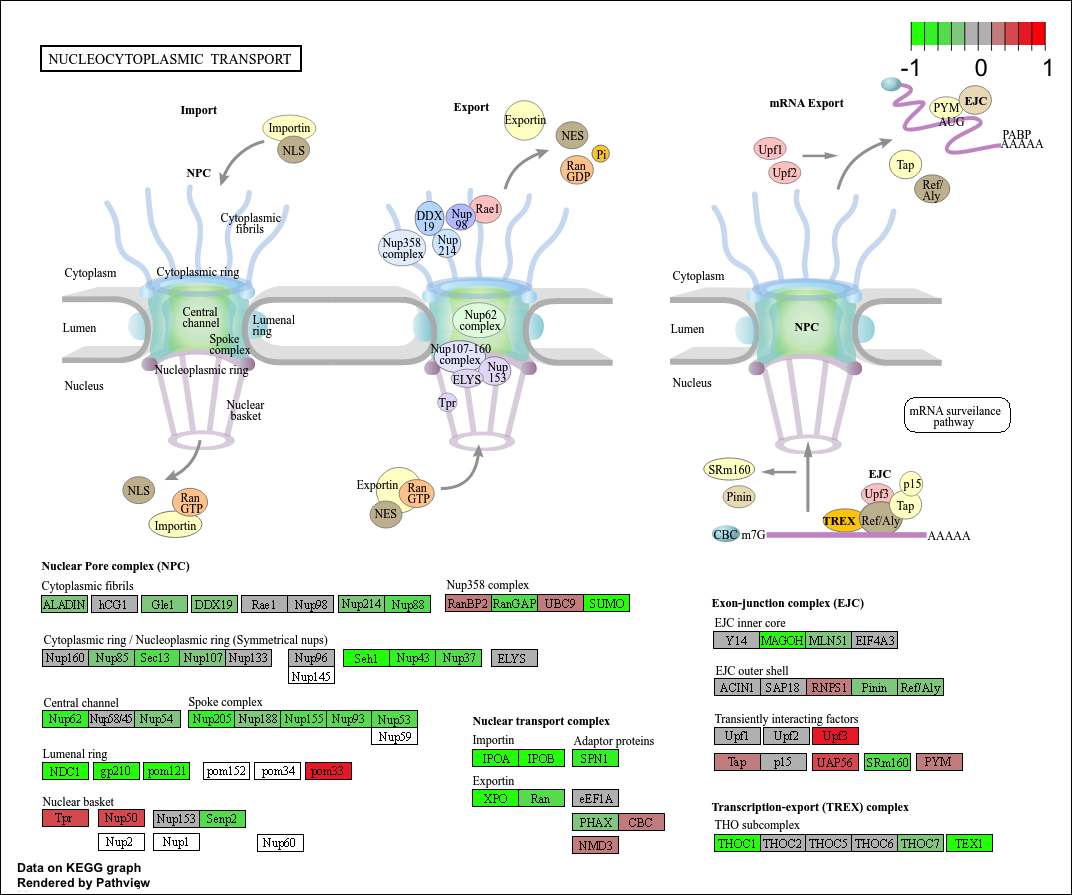 NUCLEOCYTOPLASMIC TRANSPORT
-1 0 1
Import
Importin
NLS
NPC
Cytoplasmic
fibrils
Cytoplasm
Cytoplasmic ring
Central
channel
Lumenal
ring
Lumen
Spoke
complex
Nucleoplasmic ring
Nucleus
Nuclear
basket
NLS
Ran
GTP
Importin
Export
Exportin
NES
Pi
Ran
GDP
DDX
19
Nup
98
Rae1
Nup358
complex
Nup
214
Nup62
complex
Nup107-160
complex
Nup
153
ELYS
Tpr
Exportin
Ran
GTP
NES
mRNA Export
PYM
EJC
AUG
PABP
AAAAA
Upf1
Upf2
Tap
Ref/
Aly
Cytoplasm
Lumen
NPC
Nucleus
mRNA surveilance
pathway
SRm160
Pinin
EJC
Upf3
p15
Tap
TREX
Ref/Aly
CBC
m7G
AAAAA
Nuclear Pore complex (NPC)
Cytoplasmic fibrils
ALADIN hCG1 Gle1 DDX19 Rae1 Nup98 Nup214 Nup88
Nup358 complex
RanBP2 RanGAP UBC9 SUMO
Cytoplasmic ring / Nucleoplasmic ring (Symmetrical nups)
Nup160 Nup85 Sec13 Nup107 Nup133 Nup96 Seh1 Nup43 Nup37 ELYS
Nup145
Central channel
Nup62 Nup58/45 Nup54
Spoke complex
Nup205 Nup188 Nup155 Nup93 Nup53
Nup59
Lumenal ring
NDC1 gp210 pom121 pom152 pom34 pom33
Nuclear basket
Tpr Nup50 Nup153 Senp2
Nup2 Nup1 Nup60
Nuclear transport complex
Importin
IPOA IPOB
Adaptor proteins
SPN1
Exportin
XPO Ran eEF1A
PHAX CBC
NMD3
Exon-junction complex (EJC)
EJC inner core
Y14 MAGOH MLN51 EIF4A3
EJC outer shell
ACIN1 SAP18 RNPS1 Pinin Ref/Aly
Transiently interacting factors
Upf1 Upf2 Upf3
Tap p15 UAP56 SRm160 PYM
Transcription-export (TREX) complex
THO subcomplex
THOC1 THOC2 THOC5 THOC6 THOC7 TEX1
Data on KEGG graph
Rendered by Pathview